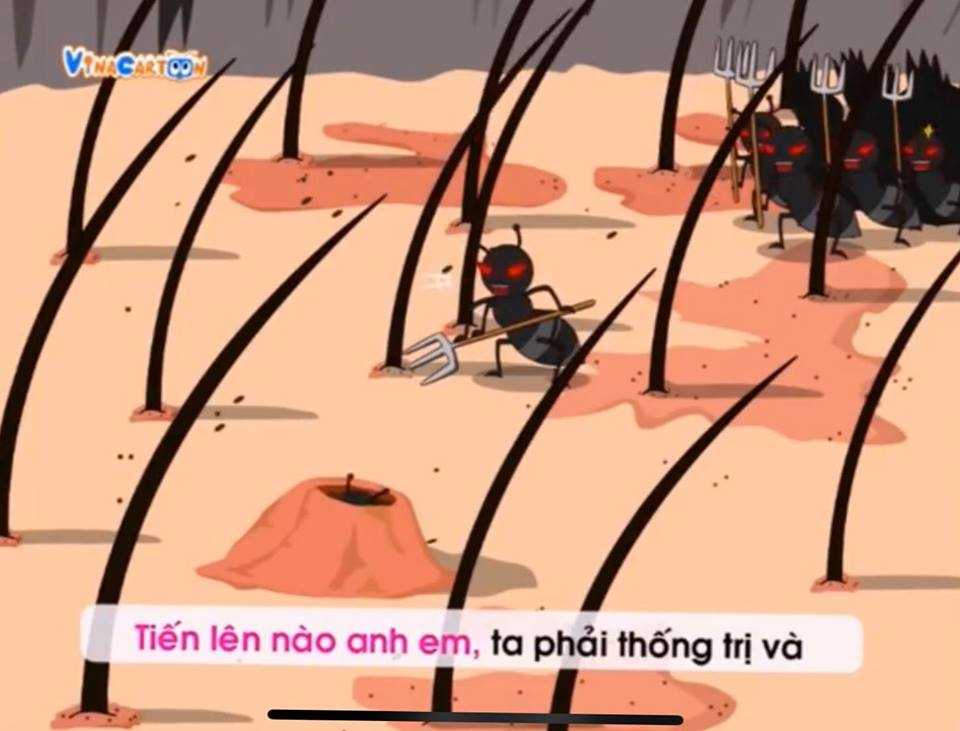 VINACARTOON
Tiến lên nào anh em, ta phải thống trị và